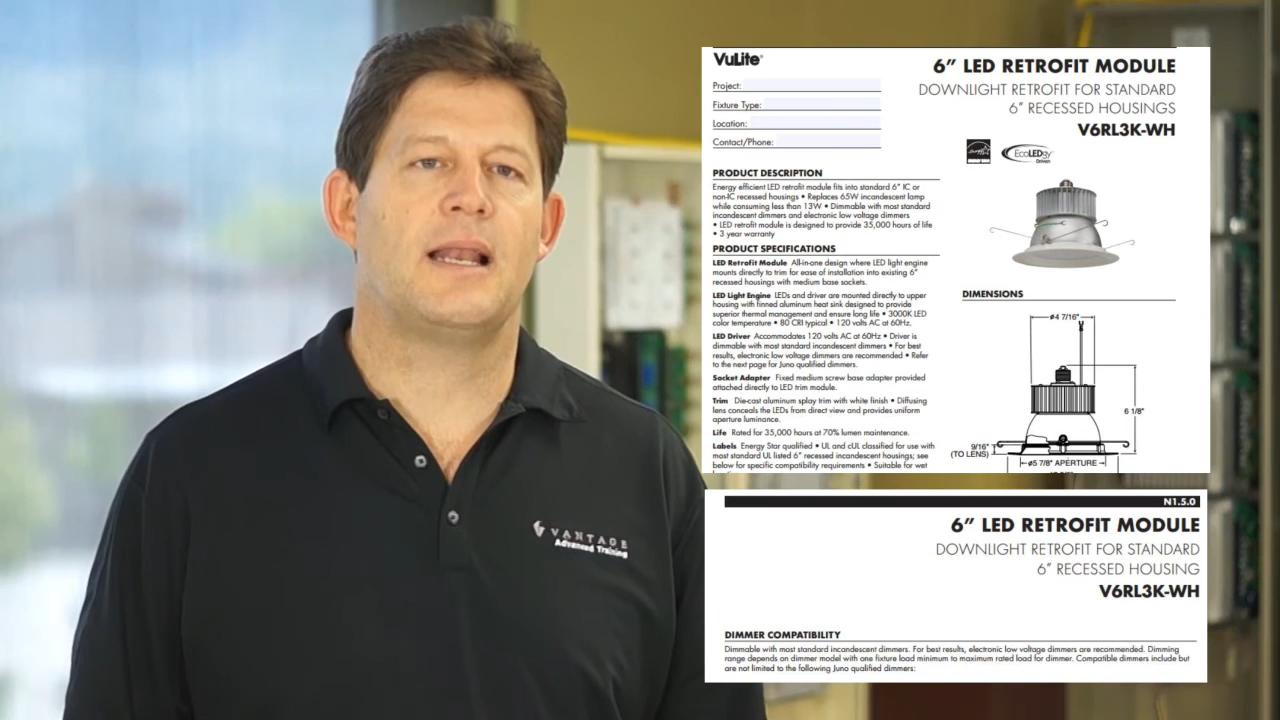 VANTAGE
Advanced Training
VuLite®
Project:
Fixture Type:
Location:
Contact/Phone:
6” LED RETROFIT MODULE
DOWNLIGHT RETROFIT FOR STANDARD
6” RECESSED HOUSINGS
V6RL3K-WH
EcoLEDgy
Driven
PRODUCT DESCRIPTION
Energy efficient LED retrofit module fits into standard 6” IC or
non-IC recessed housings • Replaces 65W incandescent lamp
while consuming less than 13W • Dimmable with most standard
incandescent dimmers and electronic low voltage dimmers
• LED retrofit module is designed to provide 35,000 hours of life
• 3 year warranty
PRODUCT SPECIFICATIONS
LED Retrofit Module All-in-one design where LED light engine
mounts directly to trim for ease of installation into existing 6”
recessed housings with medium base sockets.
LED Light Engine LEDs and driver are mounted directly to upper
housing with finned aluminum heat sink designed to provide
superior thermal management and ensure long life • 3000K LED
color temperature • 80 CRI typical • 120 volts AC at 60Hz.
LED Driver Accommodates 120 volts AC at 60Hz • Driver is
dimmable with most standard incandescent dimmers • For best
results, electronic low voltage dimmers are recommended • Refer
to the next page for Juno qualified dimmers.
Socket Adapter Fixed medium screw base adapter provided
attached directly to LED trim module.
Trim Die-cast aluminum splay trim with white finish • Diffusing
lens conceals the LEDs from direct view and provides uniform
aperture luminance.
Life Rated for 35,000 hours at 70% lumen maintenance.
Labels Energy Star qualified • UL and cUL classified for use with
most standard UL listed 6” recessed incandescent housings; see
below for specific compatibility requirements • Suitable for wet
DIMENSIONS
ø4 7/16"
6 1/8"
9/16"
(TO LENS)
ø5 7/8" APERTURE
N1.5.0
6” LED RETROFIT MODULE
DOWNLIGHT RETROFIT FOR STANDARD
6” RECESSED HOUSING
V6RL3K-WH
DIMMER COMPATIBILITY
Dimmable with most standard incandescent dimmers. For best results, electronic low voltage dimmers are recommended. Dimming
range depends on dimmer model with one fixture load minimum to maximum rated load for dimmer. Compatible dimmers include but
are not limited to the following Juno qualified dimmers: